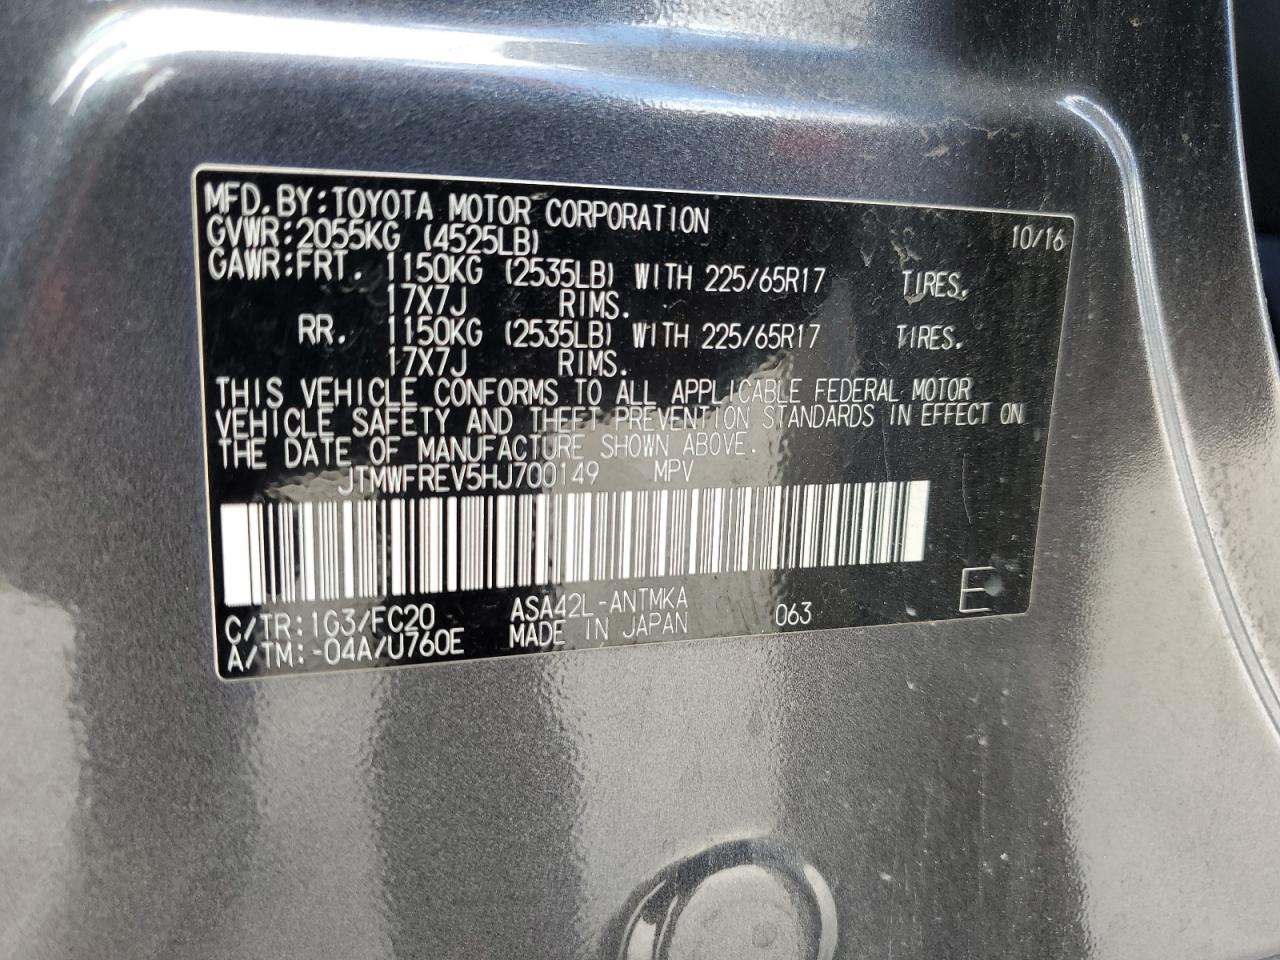 MFD. BY: TOYOTA MOTOR CORPORATION 10/16
GVWR: 2055KG (4525LB)
GAWR: FRT. 1150KG (2535LB) WITH 225/65R17 TIRES.
17X7J RIMS.
RR. 1150KG (2535LB) WITH 225/65R17 TIRES.
17X7J RIMS.
THIS VEHICLE CONFORMS TO ALL APPLICABLE FEDERAL MOTOR
VEHICLE SAFETY AND THEFT PREVENTION STANDARDS IN EFFECT ON
THE DATE OF MANUFACTURE SHOWN ABOVE.
JTMWFREV5HJ700149 MPV
C/TR: 1G3/FC20 ASA42L-ANTMKA 063 E
A/TM: -04A/U760E MADE IN JAPAN